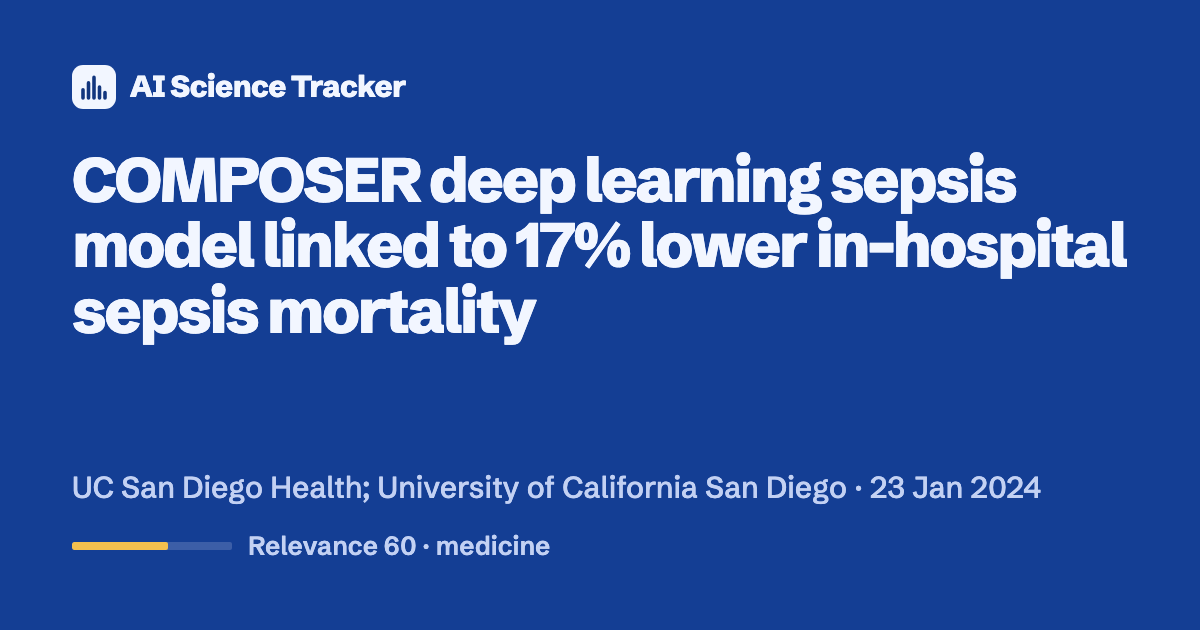 AI Science Tracker
COMPOSER deep learning sepsis
model linked to 17% lower in-hospital
sepsis mortality
UC San Diego Health; University of California San Diego · 23 Jan 2024
Relevance 60 · medicine